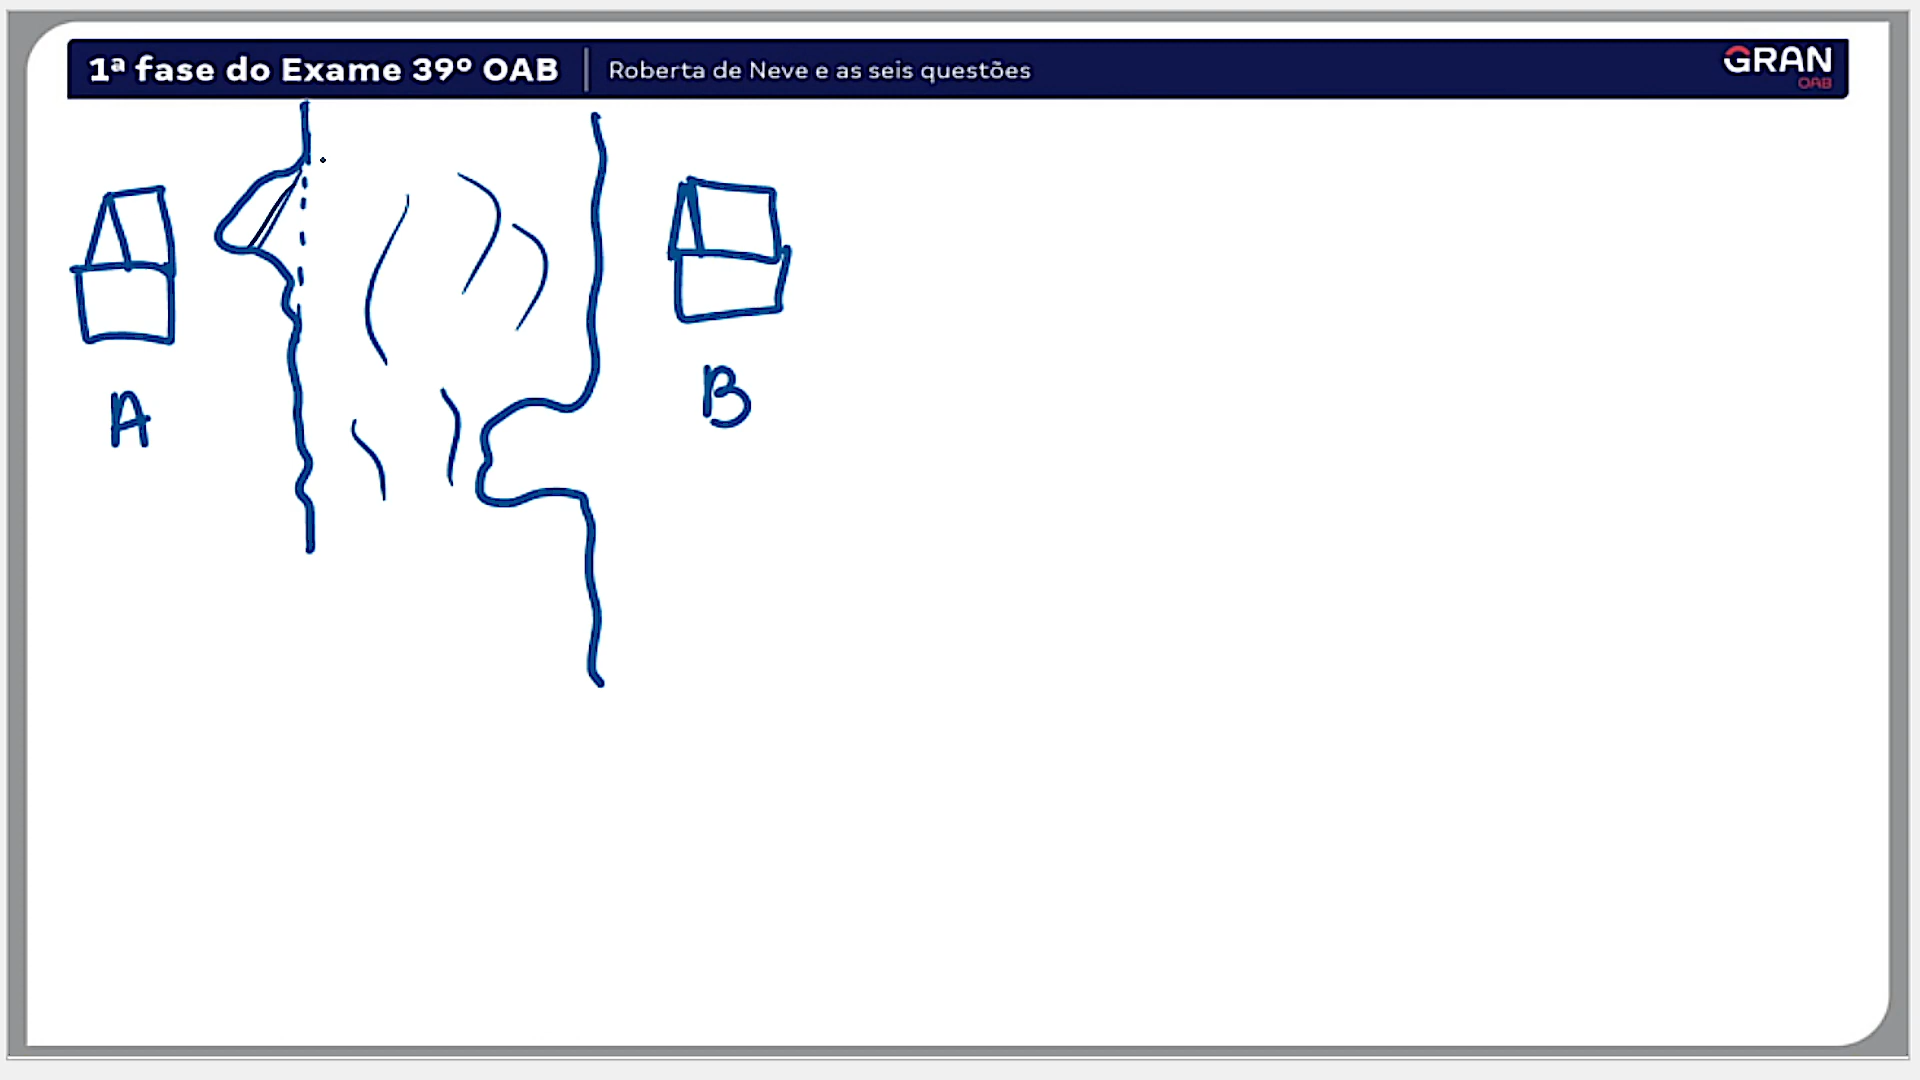 1ª fase do Exame 39º OAB
Roberta de Neve e as seis questões
GRAN
OAB
A
B